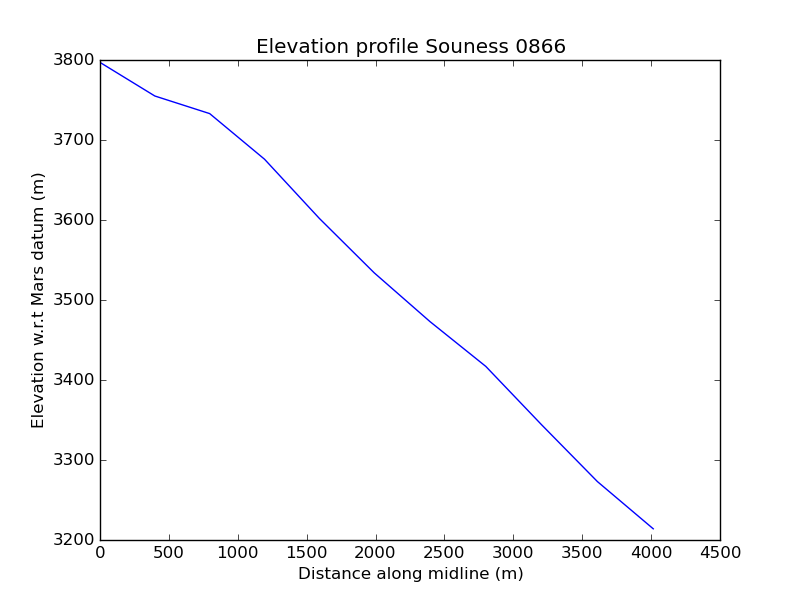 Elevation profile Souness 0866
3800
3700
3600
3500
3400
3300
3200
Elevation w.r.t Mars datum (m)
0 500 1000 1500 2000 2500 3000 3500 4000 4500
Distance along midline (m)